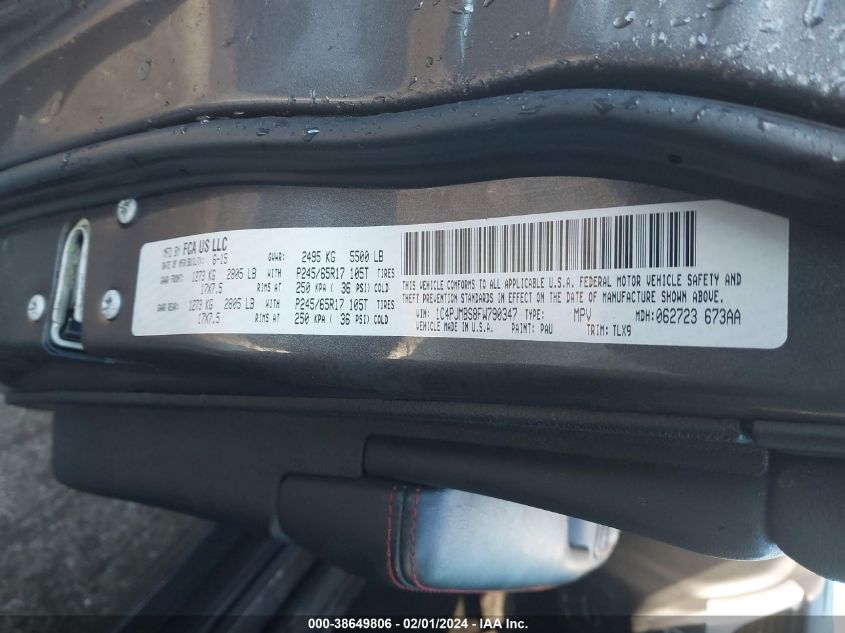 MFD BY: FCA US LLC
DATE OF MFR/BUILT: 6-15 GVWR: 2495 KG 5500 LB
GAWR FRONT: 1273 KG 2805 LB WITH P245/65R17 105T TIRES
17X7.5 RIMS AT 250 KPA ( 36 PSI) COLD
GAWR REAR: 1273 KG 2805 LB WITH P245/65R17 105T TIRES
17X7.5 RIMS AT 250 KPA ( 36 PSI) COLD
THIS VEHICLE CONFORMS TO ALL APPLICABLE U.S.A. FEDERAL MOTOR VEHICLE SAFETY AND
THEFT PREVENTION STANDARDS IN EFFECT ON THE DATE OF MANUFACTURE SHOWN ABOVE.
VIN: 1C4PJMBS8FW790347 TYPE: MPV MDH: 062723 673AA
VEHICLE MADE IN U.S.A. PAINT: PAU TRIM: TLX9
000-38649806 - 02/01/2024 - IAA Inc.